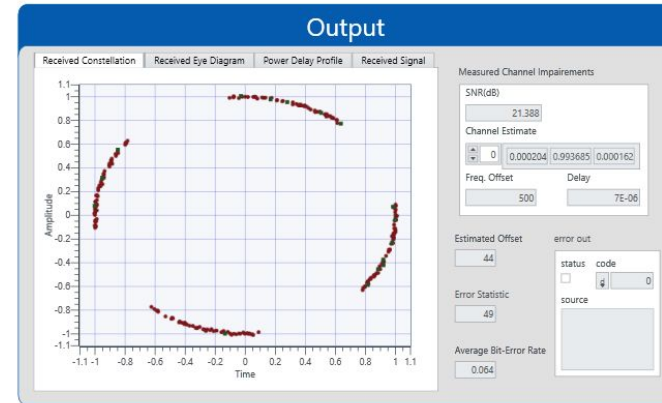 Output
Received Constellation Received Eye Diagram Power Delay Profile Received Signal
1.1
1
0.8
0.6
0.4
0.2
0
-0.2
-0.4
-0.6
-0.8
-1
-1.1
Amplitude
-1.1 -1 -0.8 -0.6 -0.4 -0.2 0 0.2 0.4 0.6 0.8 1 1.1
Time
Measured Channel Impairements
SNR(dB)
21.388
Channel Estimate
0 0.000204 0.993685 0.000162
Freq. Offset Delay
500 7E-06
Estimated Offset
44
Error Statistic
49
Average Bit-Error Rate
0.064
error out
status code
d 0
source